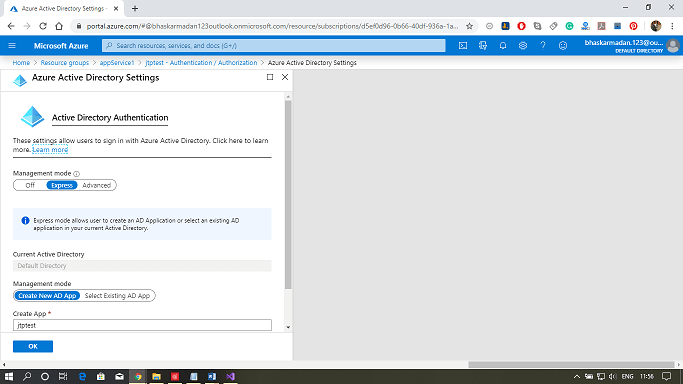 Azure Active Directory Settings -
portal.azure.com/#@bhaskarmadan123outlook.onmicrosoft.com/resource/subscriptions/d5ef0d96-0b66-40df-936a-1a...
Microsoft Azure
Search resources, services, and docs (G+/)
bhaskarmadan.123@ou...
DEFAULT DIRECTORY
Home > Resource groups > appService1 > jtptest - Authentication / Authorization > Azure Active Directory Settings
Azure Active Directory Settings
Active Directory Authentication
These settings allow users to sign in with Azure Active Directory. Click here to learn
more. Learn more
Management mode
Off Express Advanced
Express mode allows user to create an AD Application or select an existing AD
application in your current Active Directory.
Current Active Directory
Default Directory
Management mode
Create New AD App Select Existing AD App
Create App *
jtptest
OK
ENG 11:56